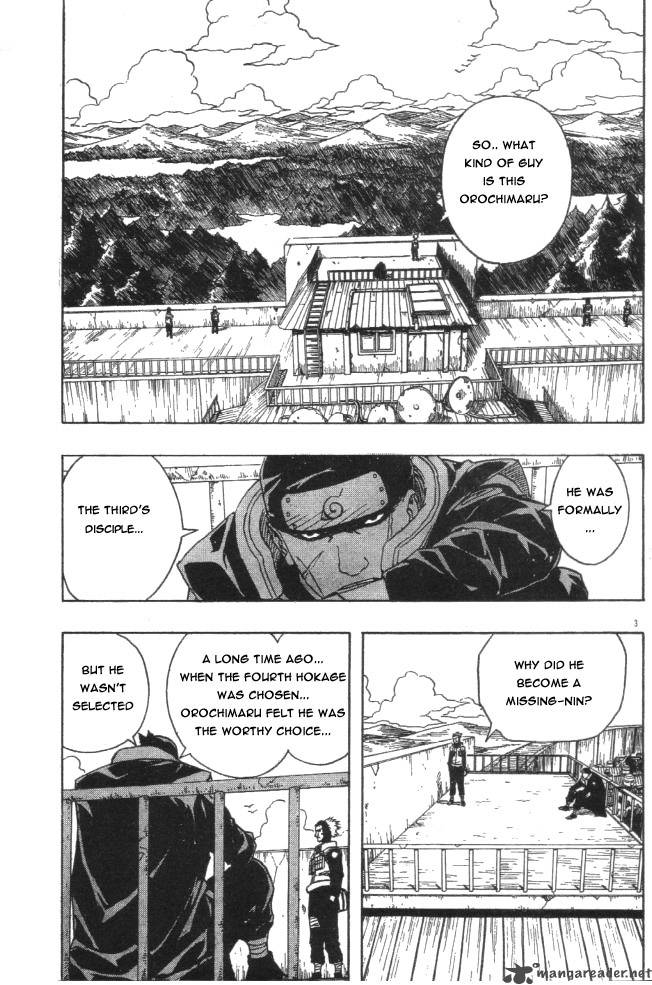 SO.. WHAT
KIND OF GUY
IS THIS
OROCHIMARU?
HE WAS
FORMALLY
...
THE THIRD'S
DISCIPLE...
3
WHY DID HE
BECOME A
MISSING-NIN?
A LONG TIME AGO...
WHEN THE FOURTH HOKAGE
WAS CHOSEN...
OROCHIMARU FELT HE WAS
THE WORTHY CHOICE...
BUT HE
WASN'T
SELECTED
mangareader.net